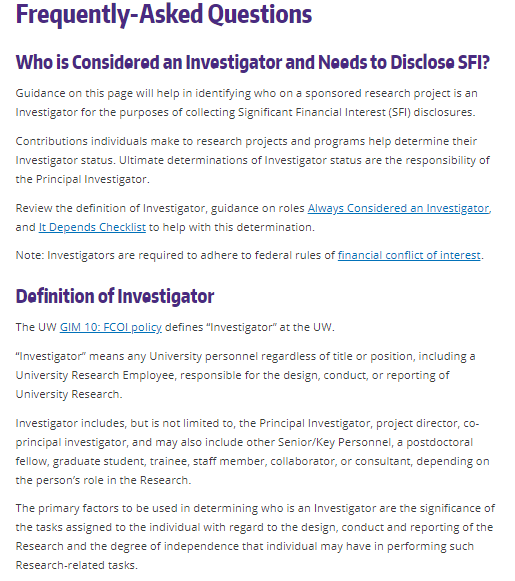 Frequently-Asked Questions
Who is Considered an Investigator and Needs to Disclose SFI?
Guidance on this page will help in identifying who on a sponsored research project is an
Investigator for the purposes of collecting Significant Financial Interest (SFI) disclosures.
Contributions individuals make to research projects and programs help determine their
Investigator status. Ultimate determinations of Investigator status are the responsibility of
the Principal Investigator.
Review the definition of Investigator, guidance on roles Always Considered an Investigator,
and It Depends Checklist to help with this determination.
Note: Investigators are required to adhere to federal rules of financial conflict of interest.
Definition of Investigator
The UW GIM 10: FCOI policy defines “Investigator” at the UW.
“Investigator” means any University personnel regardless of title or position, including a
University Research Employee, responsible for the design, conduct, or reporting of
University Research.
Investigator includes, but is not limited to, the Principal Investigator, project director, co-
principal investigator, and may also include other Senior/Key Personnel, a postdoctoral
fellow, graduate student, trainee, staff member, collaborator, or consultant, depending on
the person’s role in the Research.
The primary factors to be used in determining who is an Investigator are the significance of
the tasks assigned to the individual with regard to the design, conduct and reporting of the
Research and the degree of independence that individual may have in performing such
Research-related tasks.